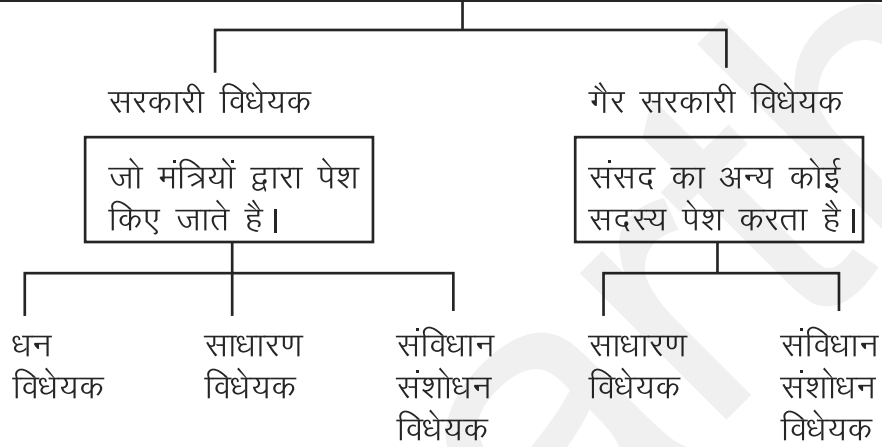 सरकारी विधेयक
गैर सरकारी विधेयक
जो मंत्रियों द्वारा पेश
किए जाते है।
संसद का अन्य कोई
सदस्य पेश करता है।
धन
विधेयक
साधारण
विधेयक
संविधान
संशोधन
विधेयक
साधारण
विधेयक
संविधान
संशोधन
विधेयक